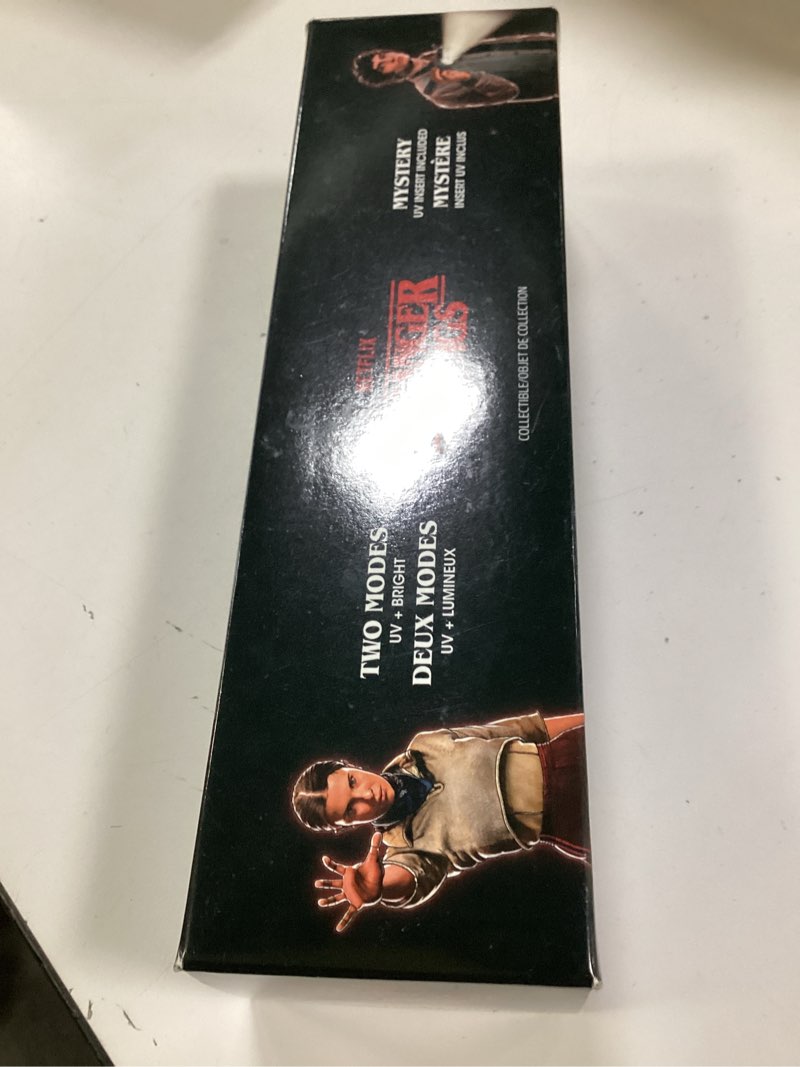 TWO MODES
UV + BRIGHT
DEUX MODES
UV + LUMINEUX
NETFLIX
COLLECTIBLE/OBJET DE COLLECTION
MYSTERY
UV INSERT INCLUDED
MYSTÈRE
INSERT UV INCLUS